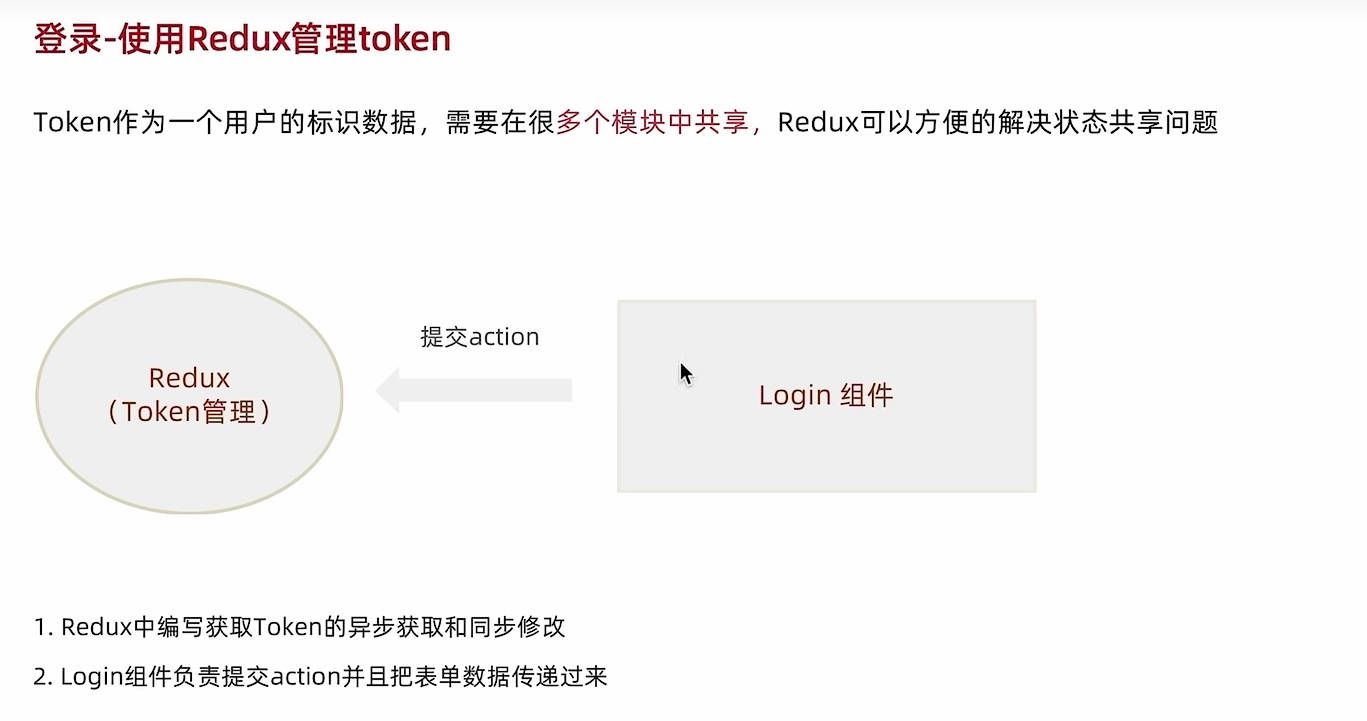 登录-使用Redux管理token
Token作为一个用户的标识数据，需要在很多个模块中共享，Redux可以方便的解决状态共享问题
提交action
Redux
（Token管理）
Login 组件
1. Redux中编写获取Token的异步获取和同步修改
2. Login组件负责提交action并且把表单数据传递过来